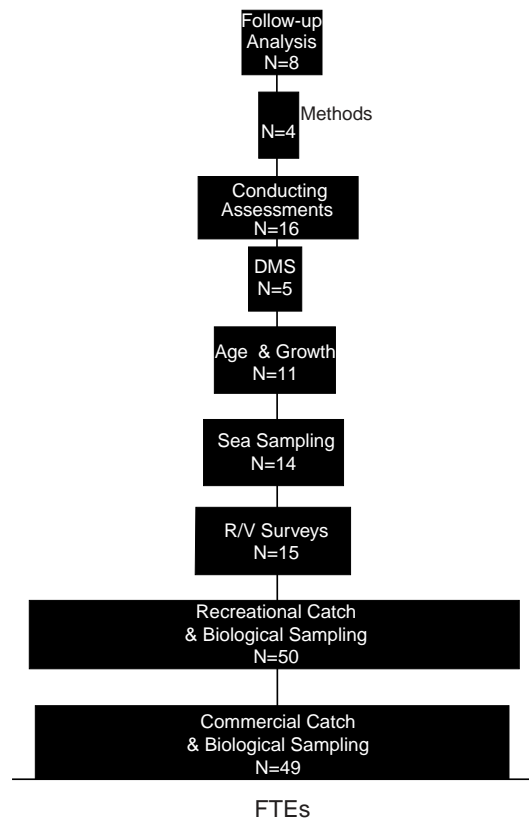 Follow-up
Analysis
N=8
Methods
N=4
Conducting
Assessments
N=16
DMS
N=5
Age & Growth
N=11
Sea Sampling
N=14
R/V Surveys
N=15
Recreational Catch
& Biological Sampling
N=50
Commercial Catch
& Biological Sampling
N=49
FTEs